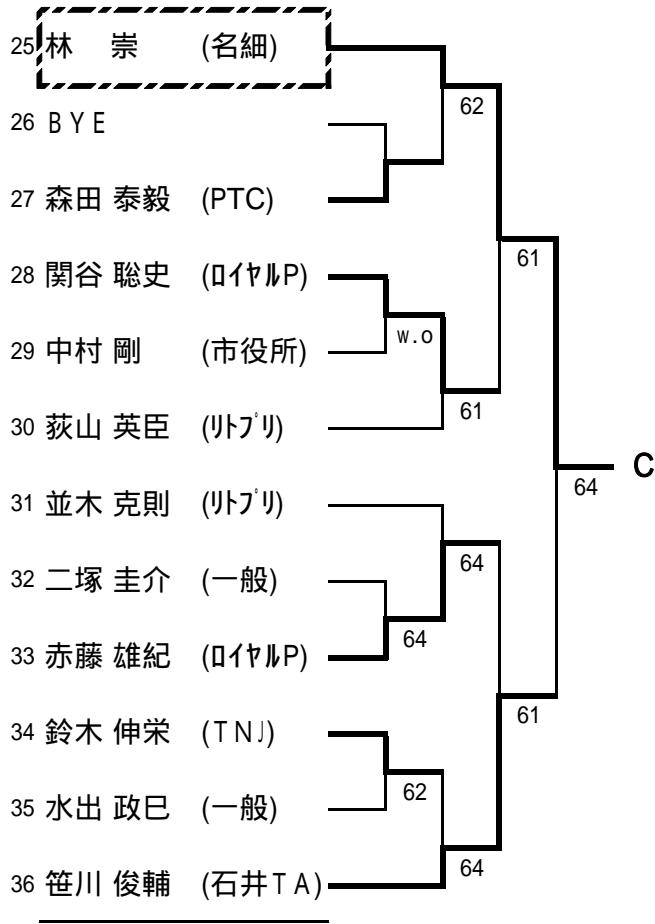 25 林 崇 (名細)
62
26 ＢＹＥ
27 森田 泰毅 (PTC)
61
28 関谷 聡史 (ﾛｲﾔﾙP)
w.o
29 中村 剛 (市役所)
61
30 荻山 英臣 (ﾘﾄﾌﾟﾘ)
C
64
31 並木 克則 (ﾘﾄﾌﾟﾘ)
64
32 二塚 圭介 (一般)
64
33 赤藤 雄紀 (ﾛｲﾔﾙP)
61
34 鈴木 伸栄 (ＴＮＪ)
62
35 水出 政巳 (一般)
64
36 笹川 俊輔 (石井ＴＡ)